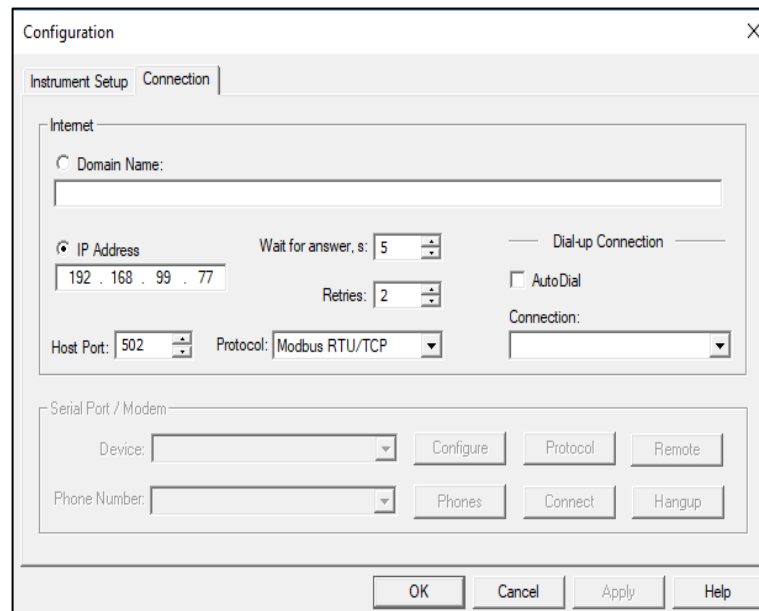 Configuration
Instrument Setup Connection
Internet
Domain Name:
IP Address Wait for answer, s: 5 Dial-up Connection
192 . 168 . 99 . 77 AutoDial
Retries: 2
Connection:
Host Port: 502 Protocol: Modbus RTU/TCP
Serial Port / Modem
Device: Configure Protocol Remote
Phone Number: Phones Connect Hangup
OK Cancel Apply Help